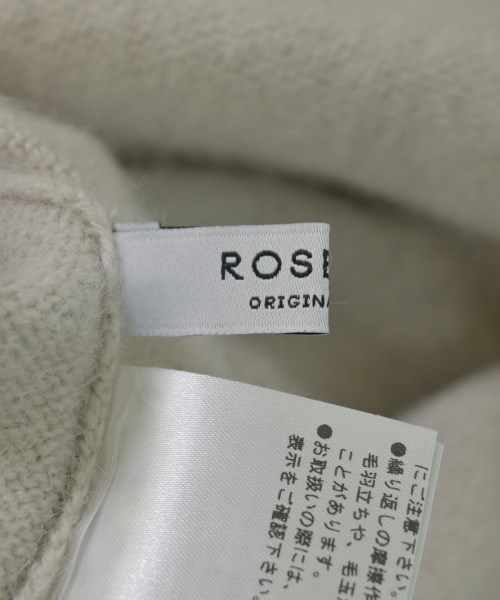 ROSE
ORIGINA
にご注意下さい。
●繰り返しの摩擦作
毛羽立ちや、毛玉
ことがあります。
●お取扱いの際には、
表示をご確認下さい。